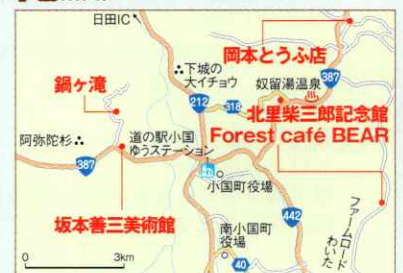 日田IC
岡本とうふ店
下城の
大イチョウ
奴留湯温泉
387
鍋ヶ滝
212
318
北里柴三郎記念館
Forest café BEAR
阿弥陀杉
道の駅小国
ゆうステーション
387
小国町役場
坂本善三美術館
442
ファームロード
わいた
南小国町
役場
0 3km
40